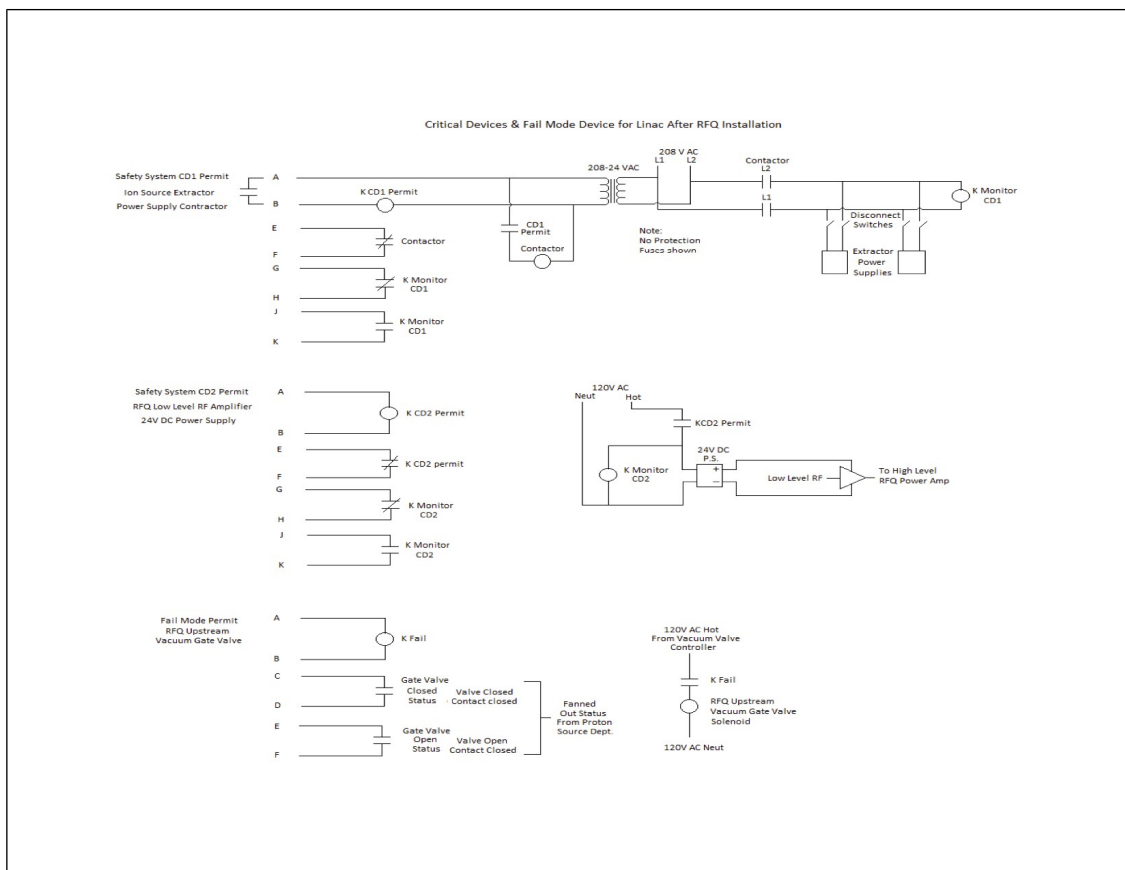 Critical Devices & Fail Mode Device for Linac After RFQ Installation
Safety System CD1 Permit
Ion Source Extractor
Power Supply Contractor
A
B
K CD1 Permit
E
F
Contactor
G
H
K Monitor
CD1
J
K
K Monitor
CD1
CD1
Permit
Contactor
208-24 VAC
208 V AC
L1
L2
Note:
No Protection
Fuses shown
Contactor
L2
L1
Disconnect
Switches
Extractor
Power
Supplies
K Monitor
CD1
Safety System CD2 Permit
RFQ Low Level RF Amplifier
24V DC Power Supply
A
B
K CD2 Permit
E
F
K CD2 permit
G
H
K Monitor
CD2
J
K
K Monitor
CD2
120V AC
Neut
Hot
KCD2 Permit
K Monitor
CD2
24V DC
P.S.
+
–
Low Level RF
To High Level
RFQ Power Amp
Fail Mode Permit
RFQ Upstream
Vacuum Gate Valve
A
B
K Fail
C
D
Gate Valve
Closed
Status
Valve Closed
Contact closed
E
F
Gate Valve
Open
Status
Valve Open
Contact Closed
Fanned
Out Status
From Proton
Source Dept.
120V AC Hot
From Vacuum Valve
Controller
K Fail
RFQ Upstream
Vacuum Gate Valve
Solenoid
120V AC Neut